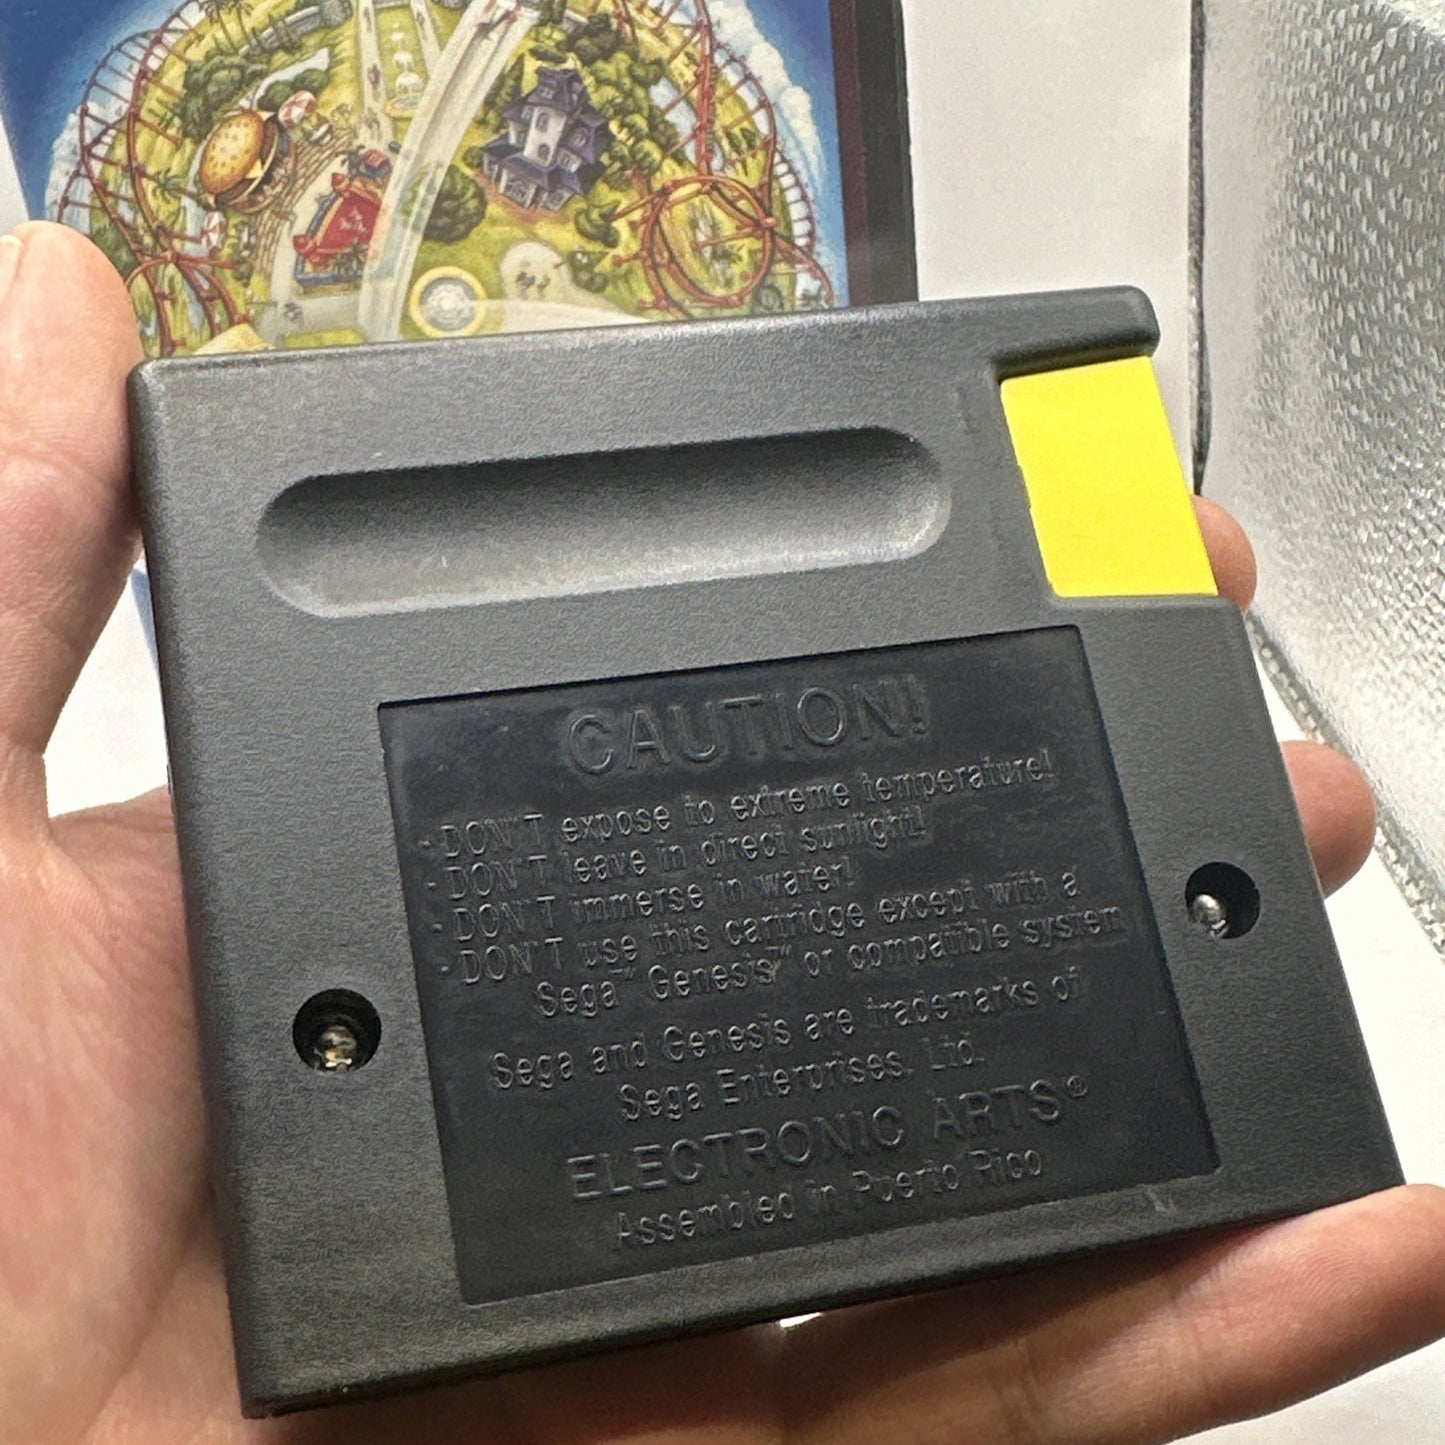 CAUTION!
- DON'T expose to extreme temperature!
- DON'T leave in direct sunlight!
- DON'T immerse in water!
- DON'T use this cartridge except with a
Sega™ Genesis™ or compatible system
Sega and Genesis are trademarks of
Sega Enterprises, Ltd.
ELECTRONIC ARTS®
Assembled in Puerto Rico